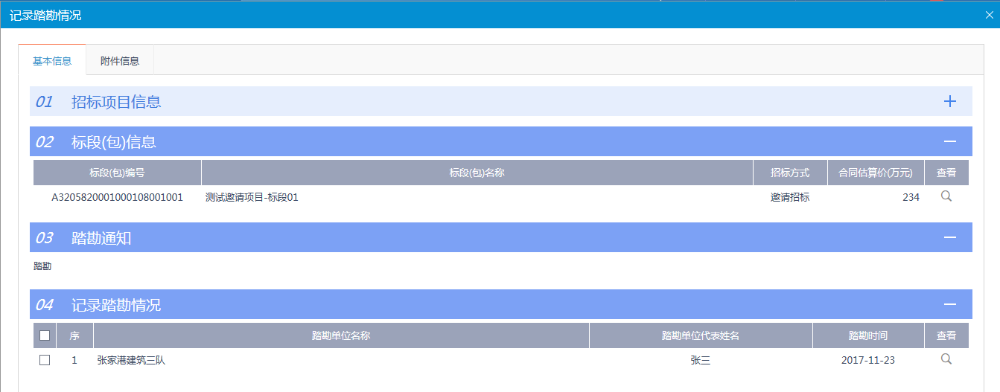 记录踏勘情况
基本信息 附件信息
01 招标项目信息
02 标段(包)信息
标段(包)编号 标段(包)名称 招标方式 合同估算价(万元) 查看
A3205820001000108001001 测试邀请项目-标段01 邀请招标 234
03 踏勘通知
踏勘
04 记录踏勘情况
序 踏勘单位名称 踏勘单位代表姓名 踏勘时间 查看
1 张家港建筑三队 张三 2017-11-23